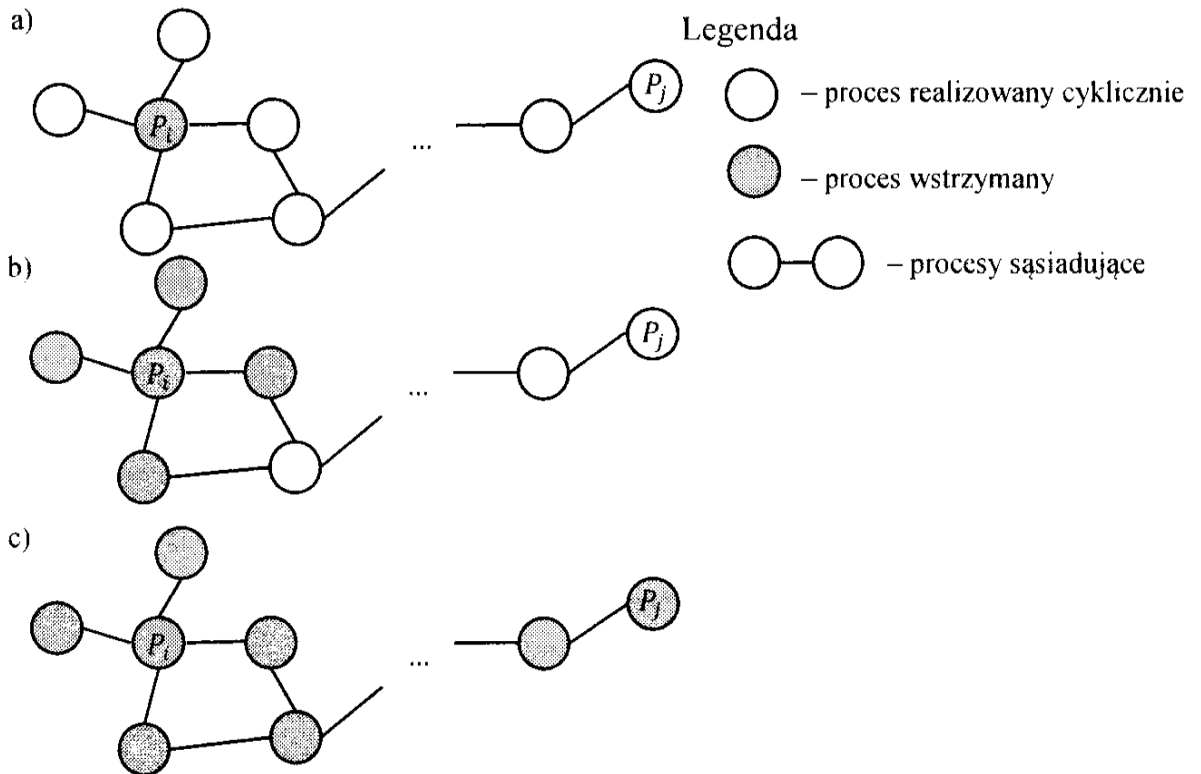 a)
Legenda
P_j
– proces realizowany cyklicznie
P_i
...
– proces wstrzymany
b)
– procesy sąsiadujące
P_j
P_i
...
c)
P_j
P_i
...